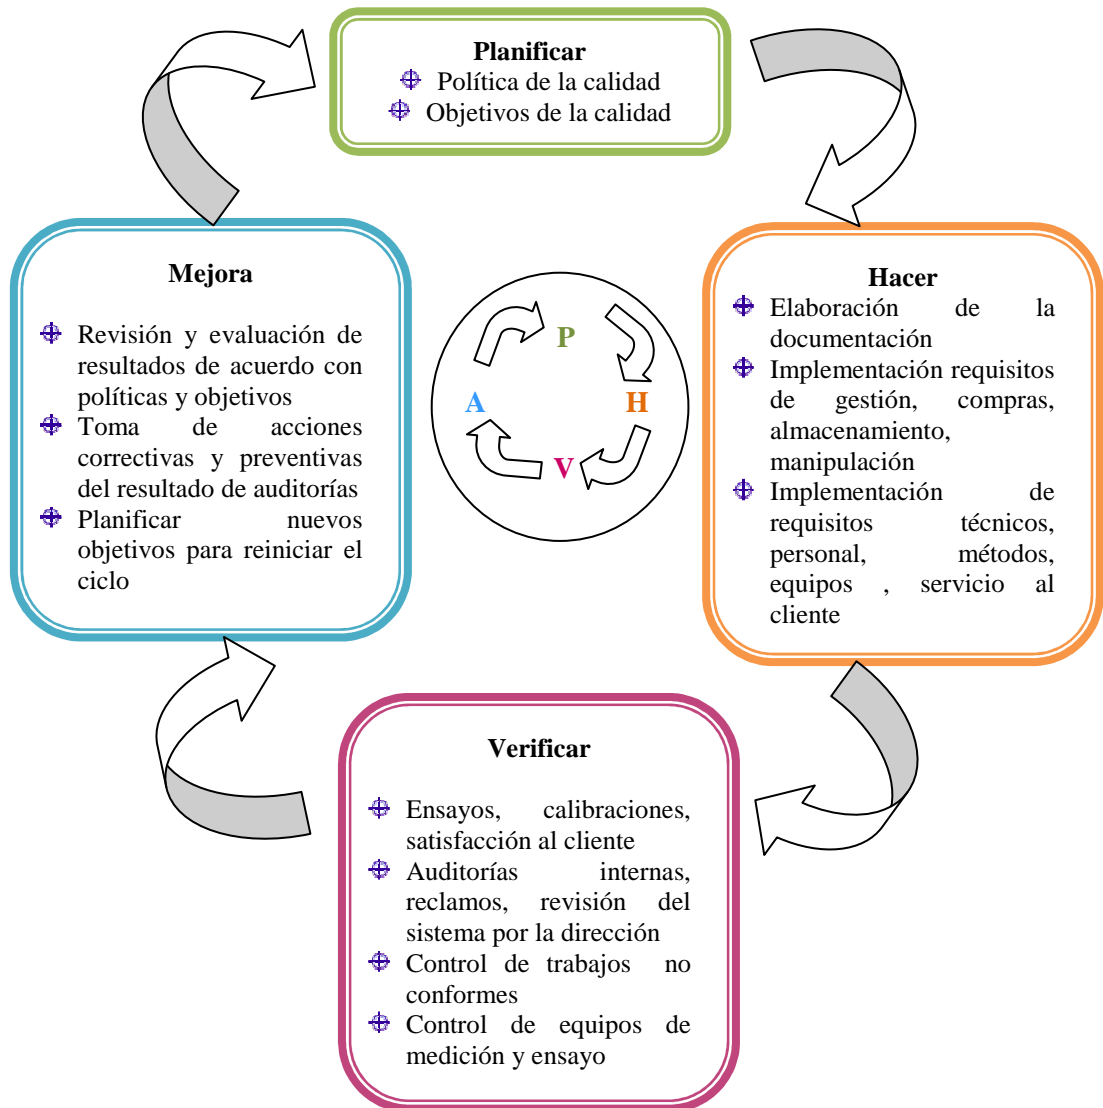 Planificar
Política de la calidad
Objetivos de la calidad
Mejora
Revisión y evaluación de
resultados de acuerdo con
políticas y objetivos
Toma de acciones
correctivas y preventivas
del resultado de auditorías
Planificar nuevos
objetivos para reiniciar el
ciclo
P
A
H
V
Hacer
Elaboración de la
documentación
Implementación requisitos
de gestión, compras,
almacenamiento,
manipulación
Implementación de
requisitos técnicos,
personal, métodos,
equipos , servicio al
cliente
Verificar
Ensayos, calibraciones,
satisfacción al cliente
Auditorías internas,
reclamos, revisión del
sistema por la dirección
Control de trabajos no
conformes
Control de equipos de
medición y ensayo